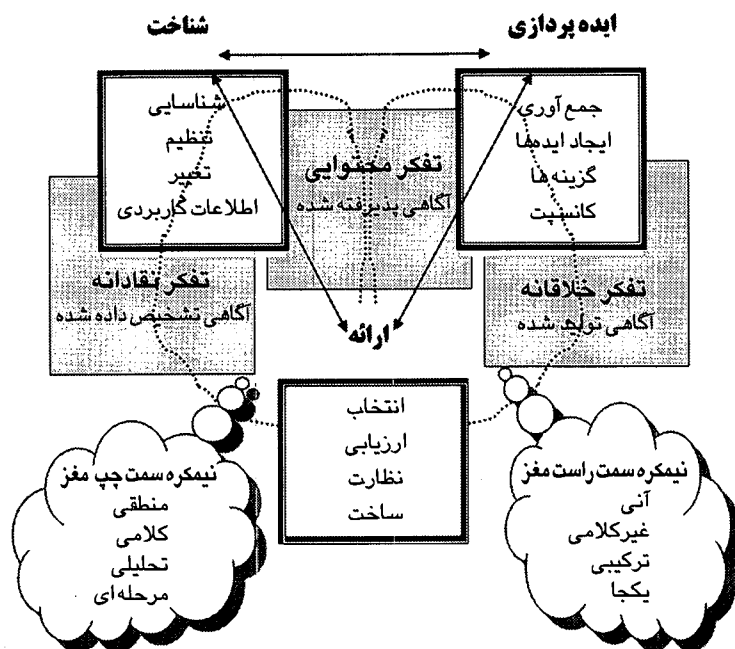 شناخت
ایده پردازی
شناسایی
تنظیم
تغییر
اطلاعات کاربردی
تفکر محتوایی
آگاهی پذیرفته شده
جمع آوری
ایجاد ایده‌ها
گزینه ها
کانسپت
تفکر نقادانه
آگاهی تشخیص داده شده
تفکر خلاقانه
آگاهی تولید شده
ارائه
انتخاب
ارزیابی
نظارت
ساخت
نیمکره سمت چپ مغز
منطقی
کلامی
تحلیلی
مرحله ای
نیمکره سمت راست مغز
آنی
غیرکلامی
ترکیبی
یکجا